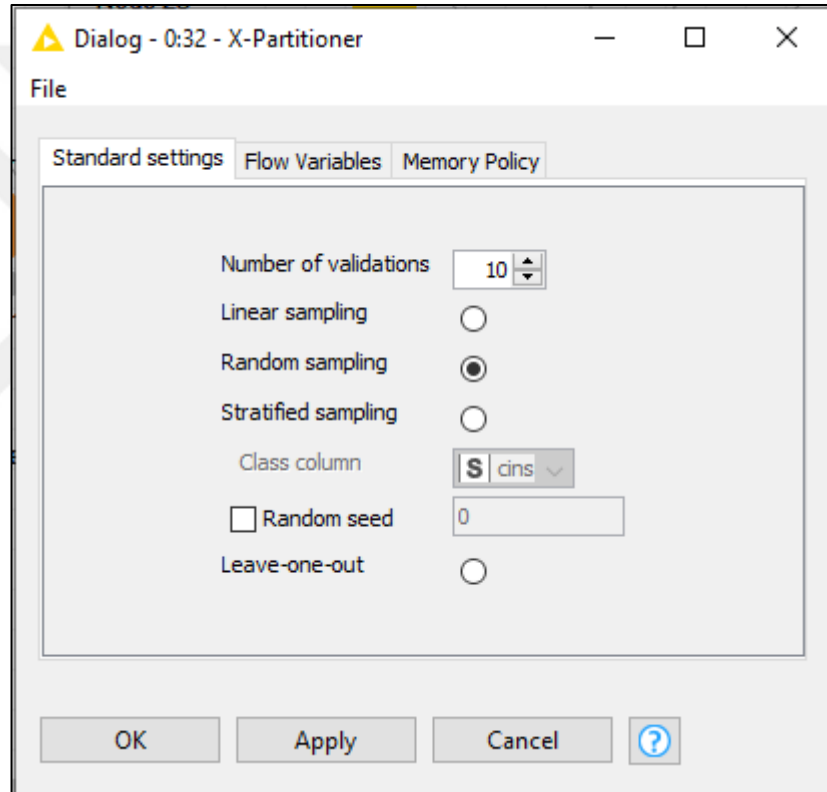 Dialog - 0:32 - X-Partitioner
File
Standard settings Flow Variables Memory Policy
Number of validations 10
Linear sampling
Random sampling
Stratified sampling
Class column S cins
Random seed 0
Leave-one-out
OK Apply Cancel ?